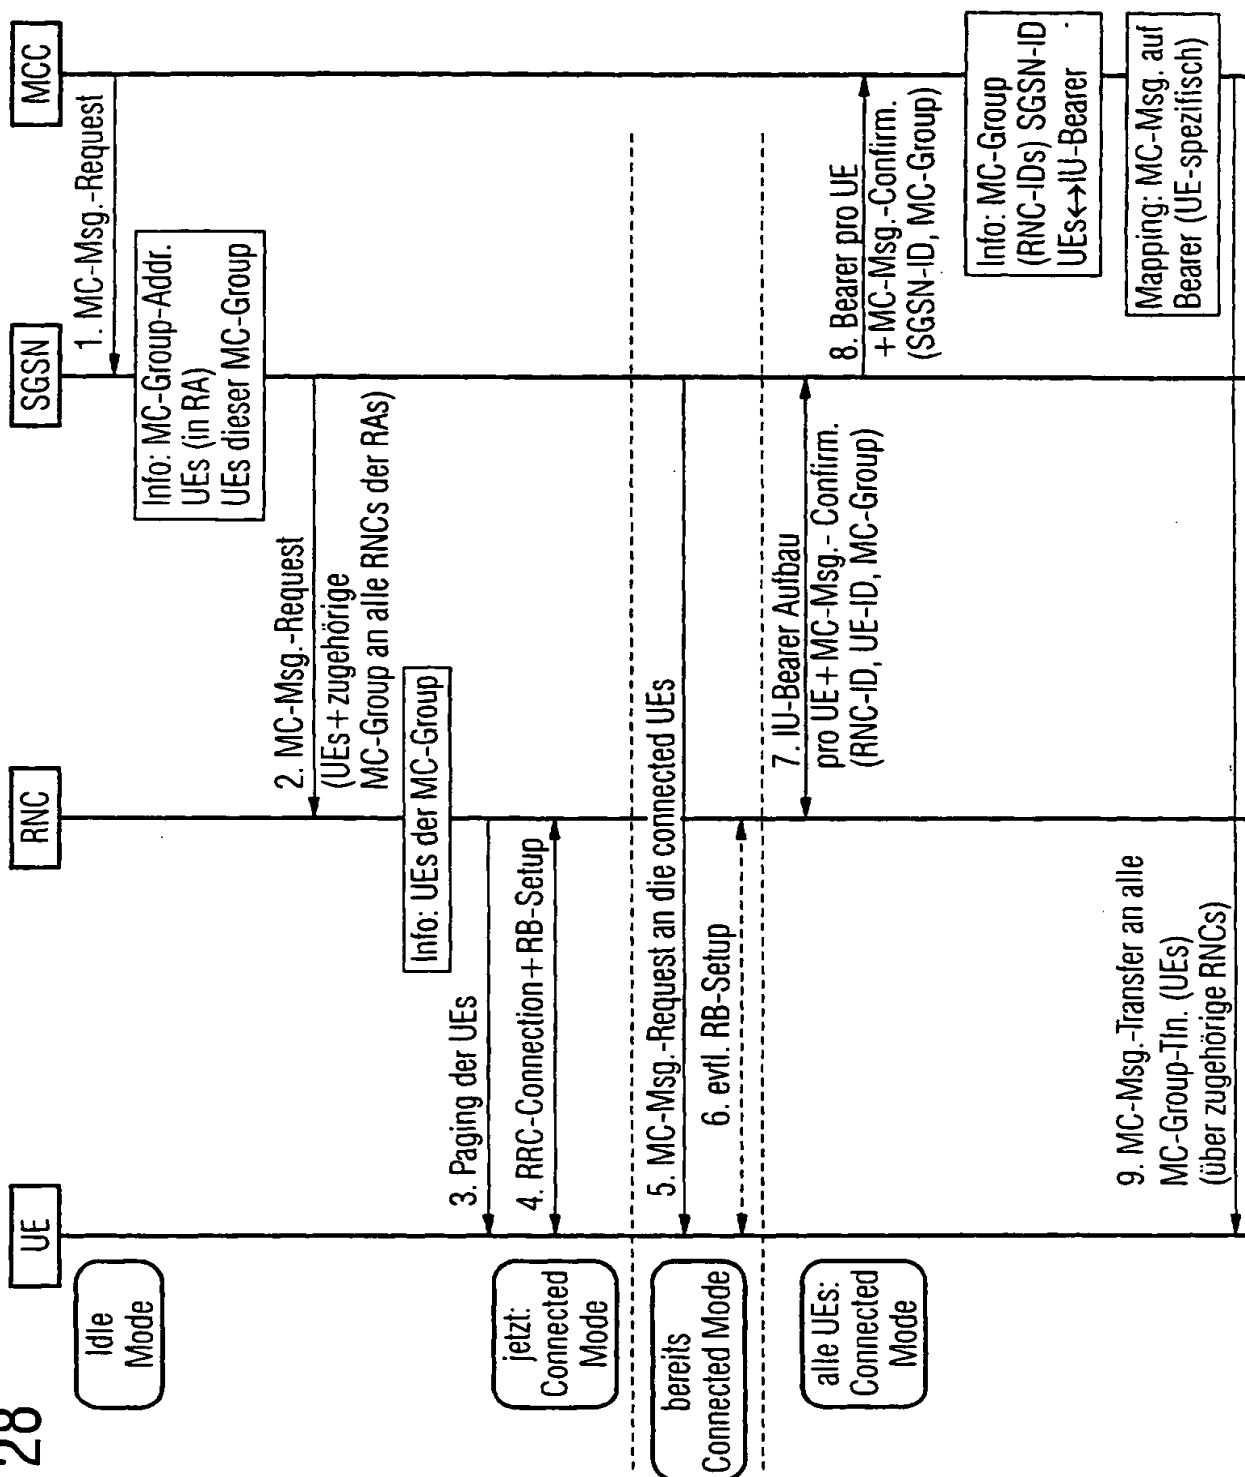 28
UE
RNC
SGSN
MCC
Idle
Mode
1. MC-Msg.-Request
Info: MC-Group-Addr.
UEs (in RA)
UEs dieser MC-Group
2. MC-Msg.-Request
(UEs+zugehörige
MC-Group an alle RNCs der RAs)
Info: UEs der MC-Group
3. Paging der UEs
4. RRC-Connection+RB-Setup
jetzt:
Connected
Mode
5. MC-Msg.-Request an die connected UEs
bereits
Connected Mode
6. evtl. RB-Setup
7. IU-Bearer Aufbau
pro UE+MC-Msg.- Confirm.
(RNC-ID, UE-ID, MC-Group)
alle UEs:
Connected
Mode
8. Bearer pro UE
+MC-Msg.-Confirm.
(SGSN-ID, MC-Group)
Info: MC-Group
(RNC-IDs) SGSN-ID
UEs↔IU-Bearer
Mapping: MC-Msg. auf
Bearer (UE-spezifisch)
9. MC-Msg.-Transfer an alle
MC-Group-Tln. (UEs)
(über zugehörige RNCs)